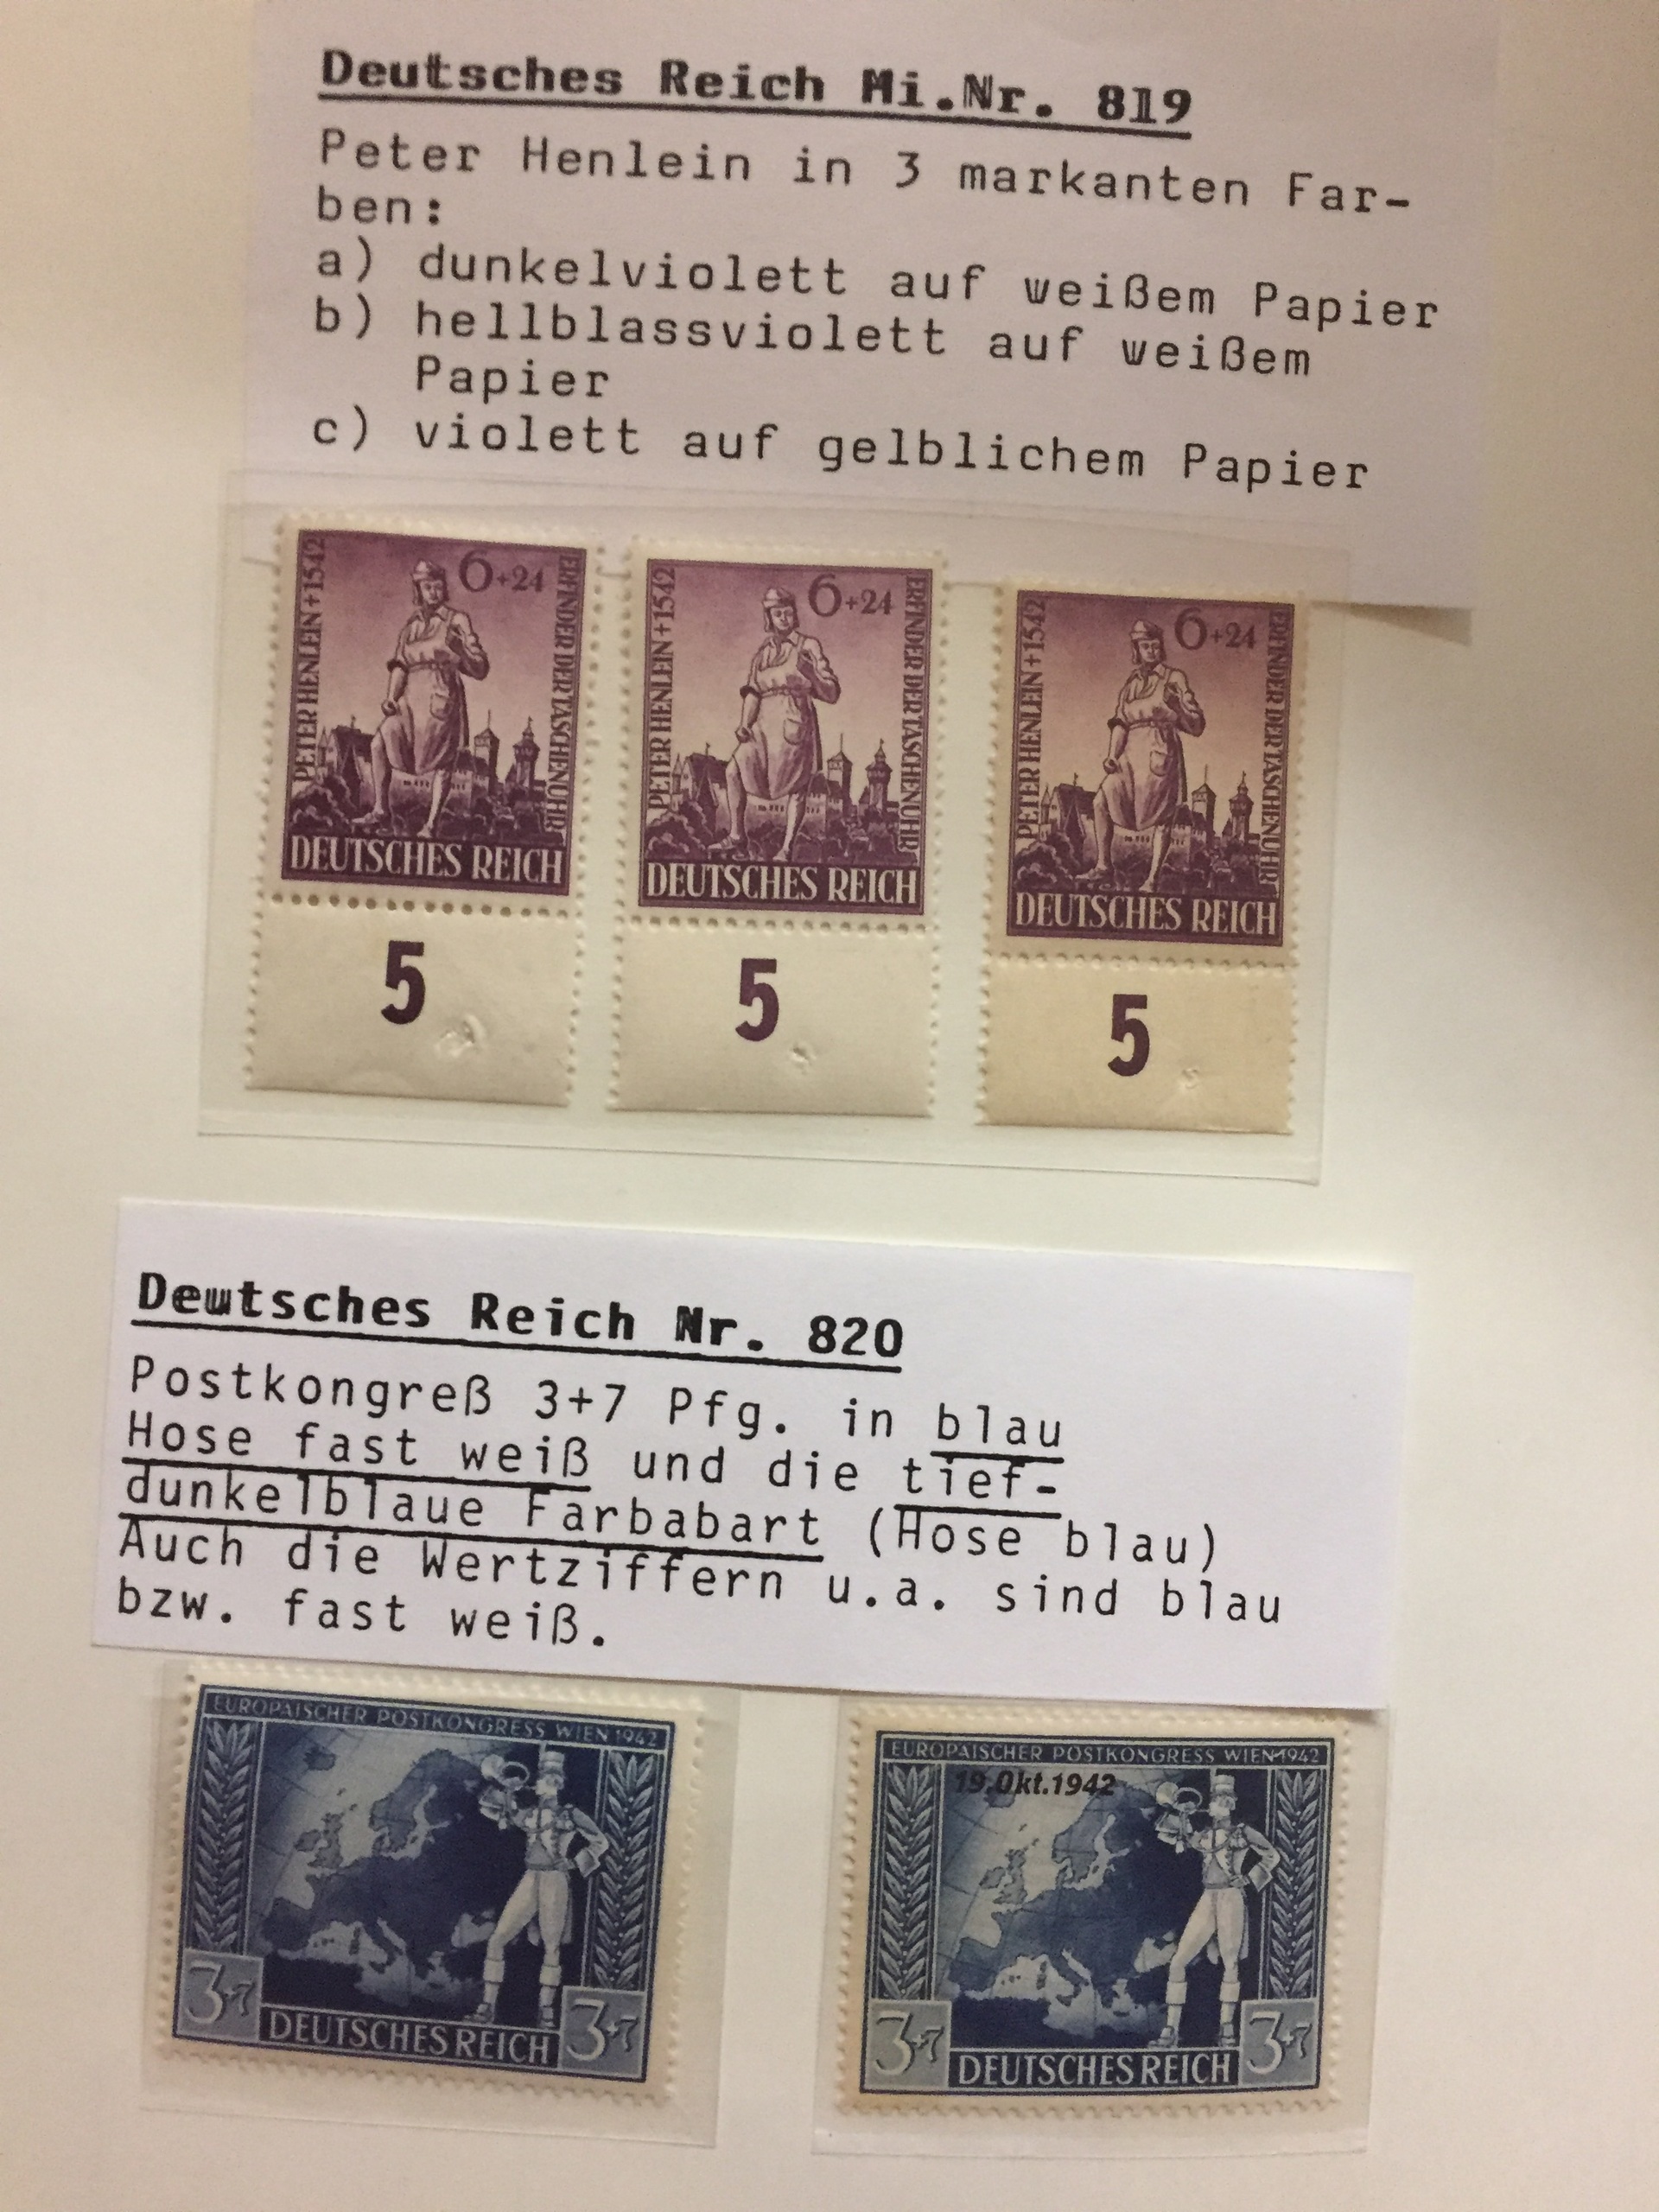 Deutsches Reich Mi.Nr. 819
Peter Henlein in 3 markanten Far-
ben:
a) dunkelviolett auf weißem Papier
b) hellblassviolett auf weißem
Papier
c) violett auf gelblichem Papier
PETER HENLEIN + 1542
6+24
ERFINDER DER TASCHENUHR
DEUTSCHES REICH
5
PETER HENLEIN + 1542
6+24
ERFINDER DER TASCHENUHR
DEUTSCHES REICH
5
PETER HENLEIN + 1542
6+24
ERFINDER DER TASCHENUHR
DEUTSCHES REICH
5
Deutsches Reich Nr. 820
Postkongreß 3+7 Pfg. in blau
Hose fast weiß und die tief-
dunkelblaue Farbabart (Hose blau)
Auch die Wertziffern u.a. sind blau
bzw. fast weiß.
EUROPÄISCHER POSTKONGRESS WIEN 1942
3+7
DEUTSCHES REICH
3+7
EUROPÄISCHER POSTKONGRESS WIEN 1942
19.Okt.1942
3+7
DEUTSCHES REICH
3+7